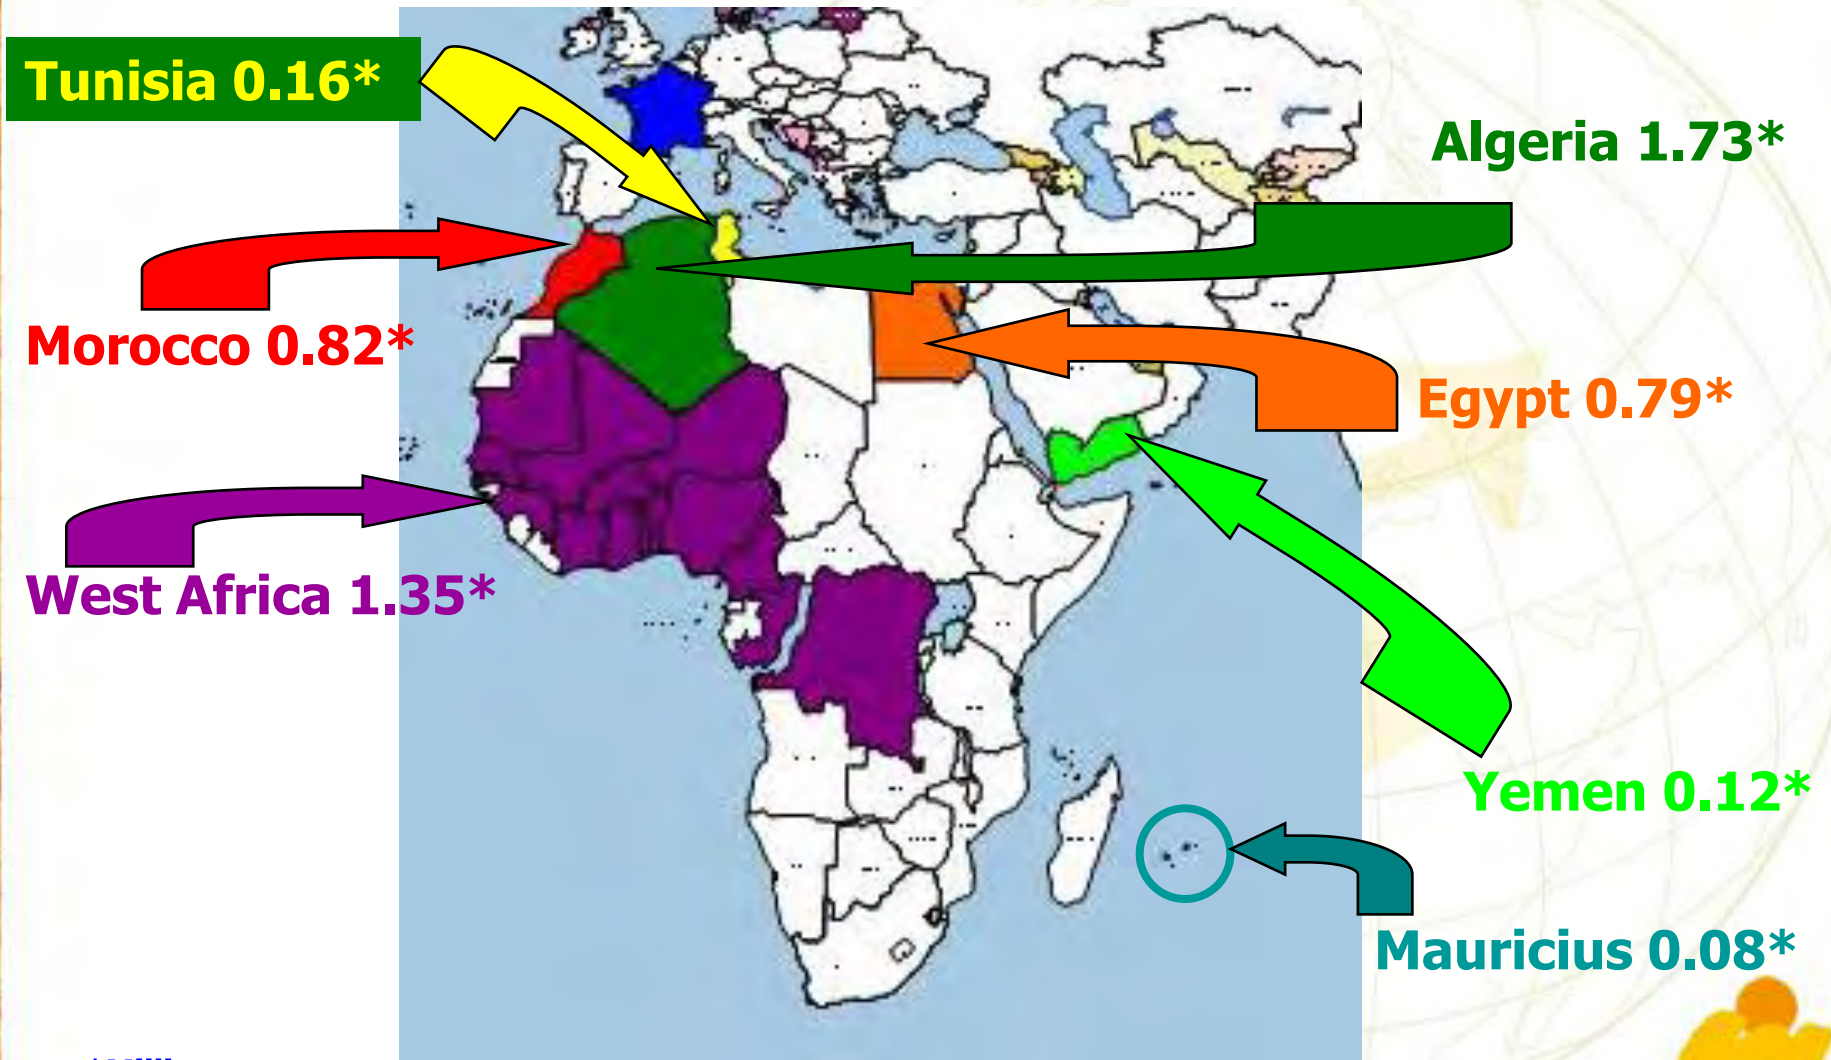 Tunisia 0.16*
Algeria 1.73*
Morocco 0.82*
Egypt 0.79*
West Africa 1.35*
Yemen 0.12*
Mauricius 0.08*